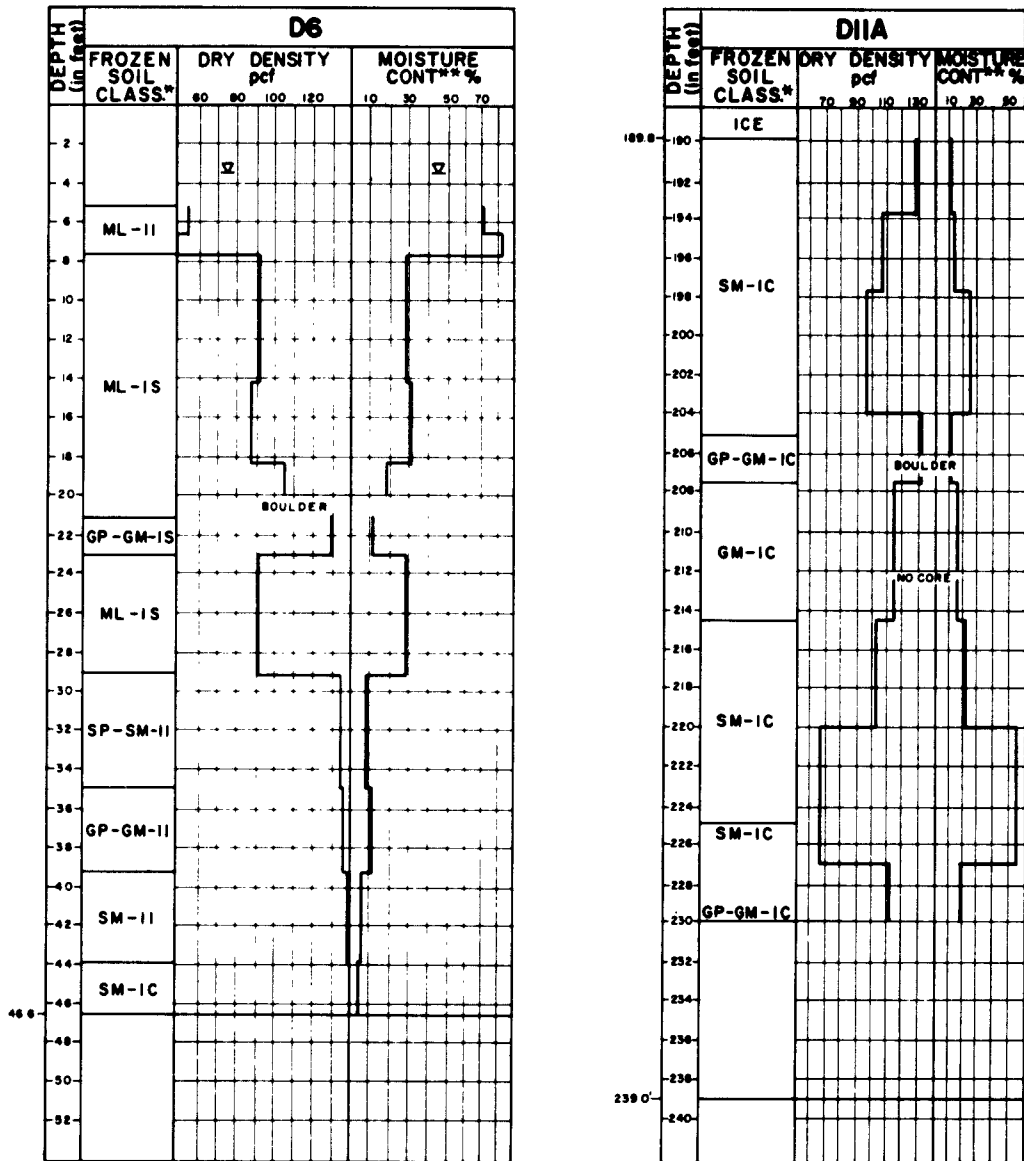 D6
DEPTH
(in feet)
FROZEN
SOIL
CLASS.*
DRY DENSITY
pcf
60 80 100 120
MOISTURE
CONT** %
10 30 50 70
2
4
6
8
10
12
14
16
18
20
22
24
26
28
30
32
34
36
38
40
42
44
46
46 6
48
50
52
ML-II
ML-IS
BOULDER
GP-GM-IS
ML-IS
SP-SM-II
GP-GM-II
SM-II
SM-IC
DIIA
DEPTH
(in feet)
FROZEN
SOIL
CLASS.*
DRY DENSITY
pcf
70 90 110 130
MOISTURE
CONT** %
10 30 50
ICE
189.8
190
192
194
196
198
200
202
204
206
208
210
212
214
216
218
220
222
224
226
228
230
232
234
236
238
239 0'
240
SM-IC
GP-GM-IC
BOULDER
GM-IC
NO CORE
SM-IC
SM-IC
GP-GM-IC